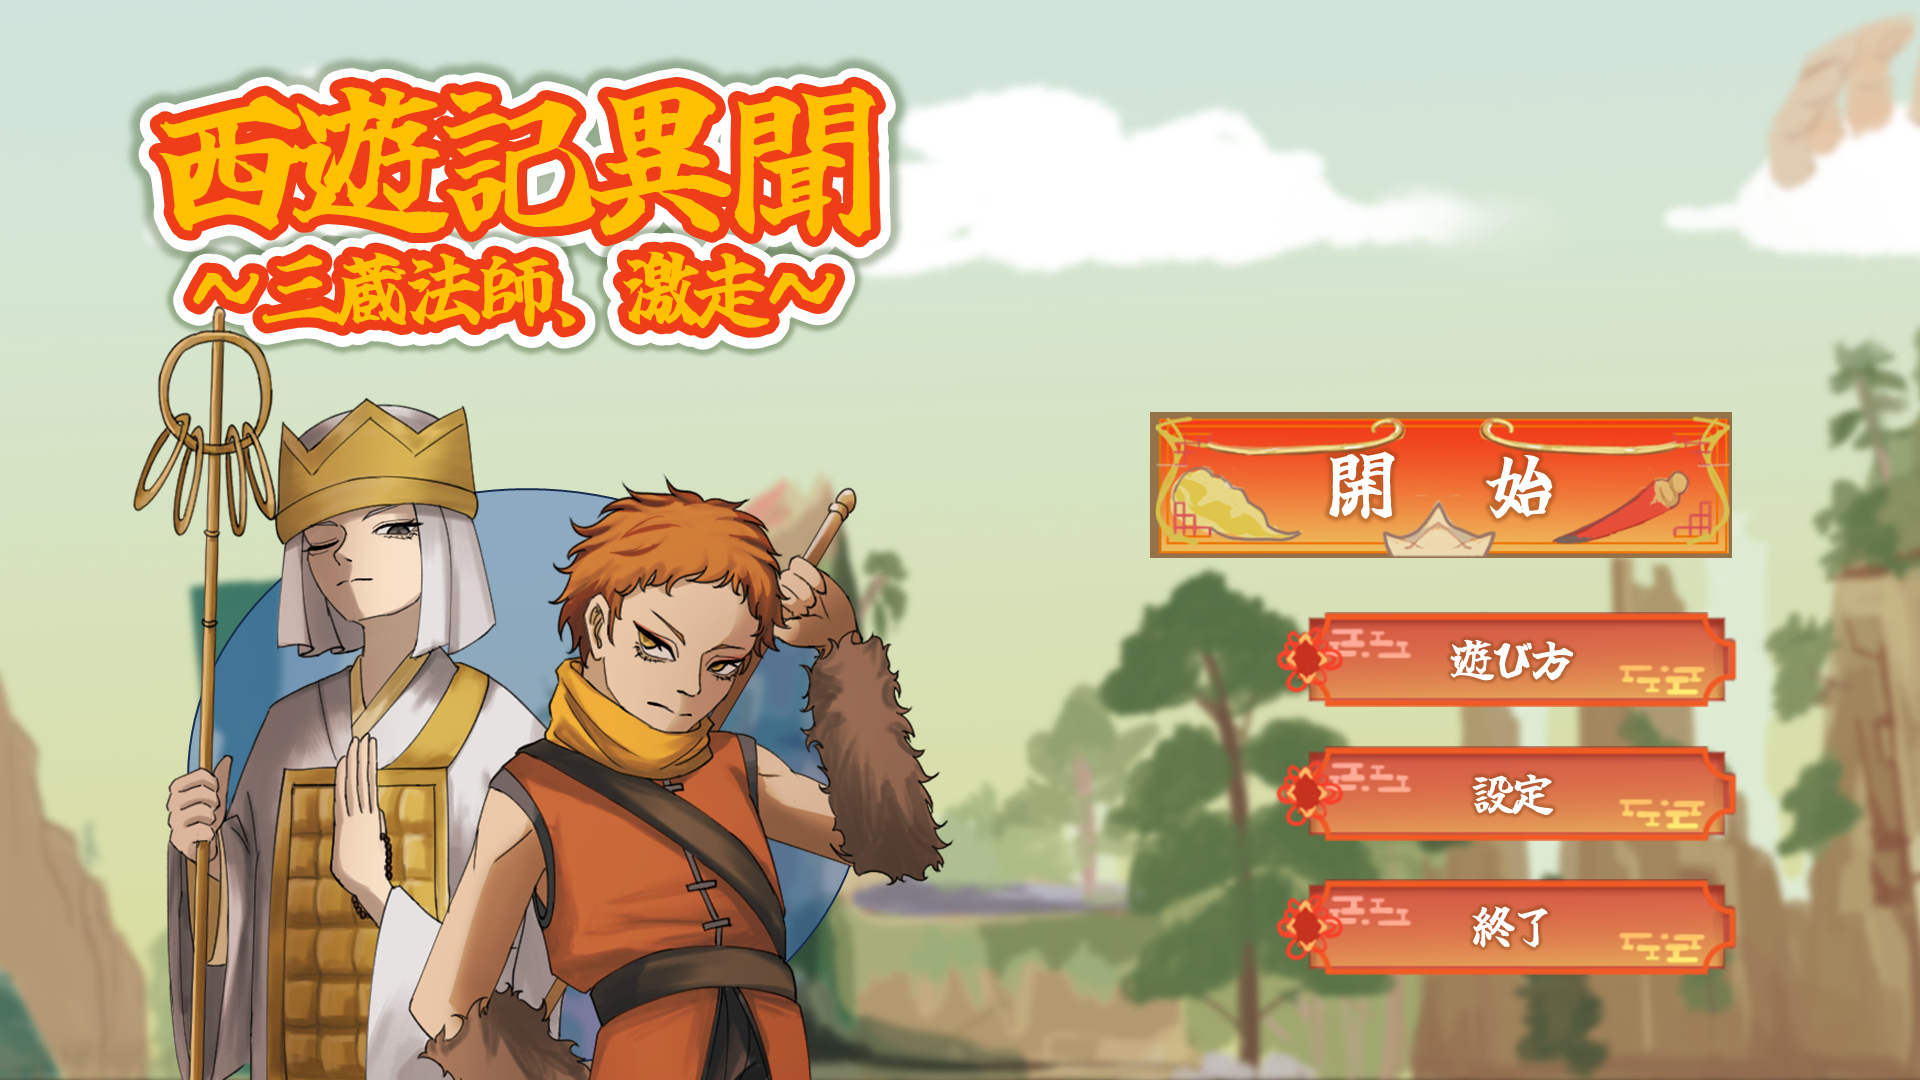 西遊記異聞
～三蔵法師、激走～
開 始
遊び方
設定
終了